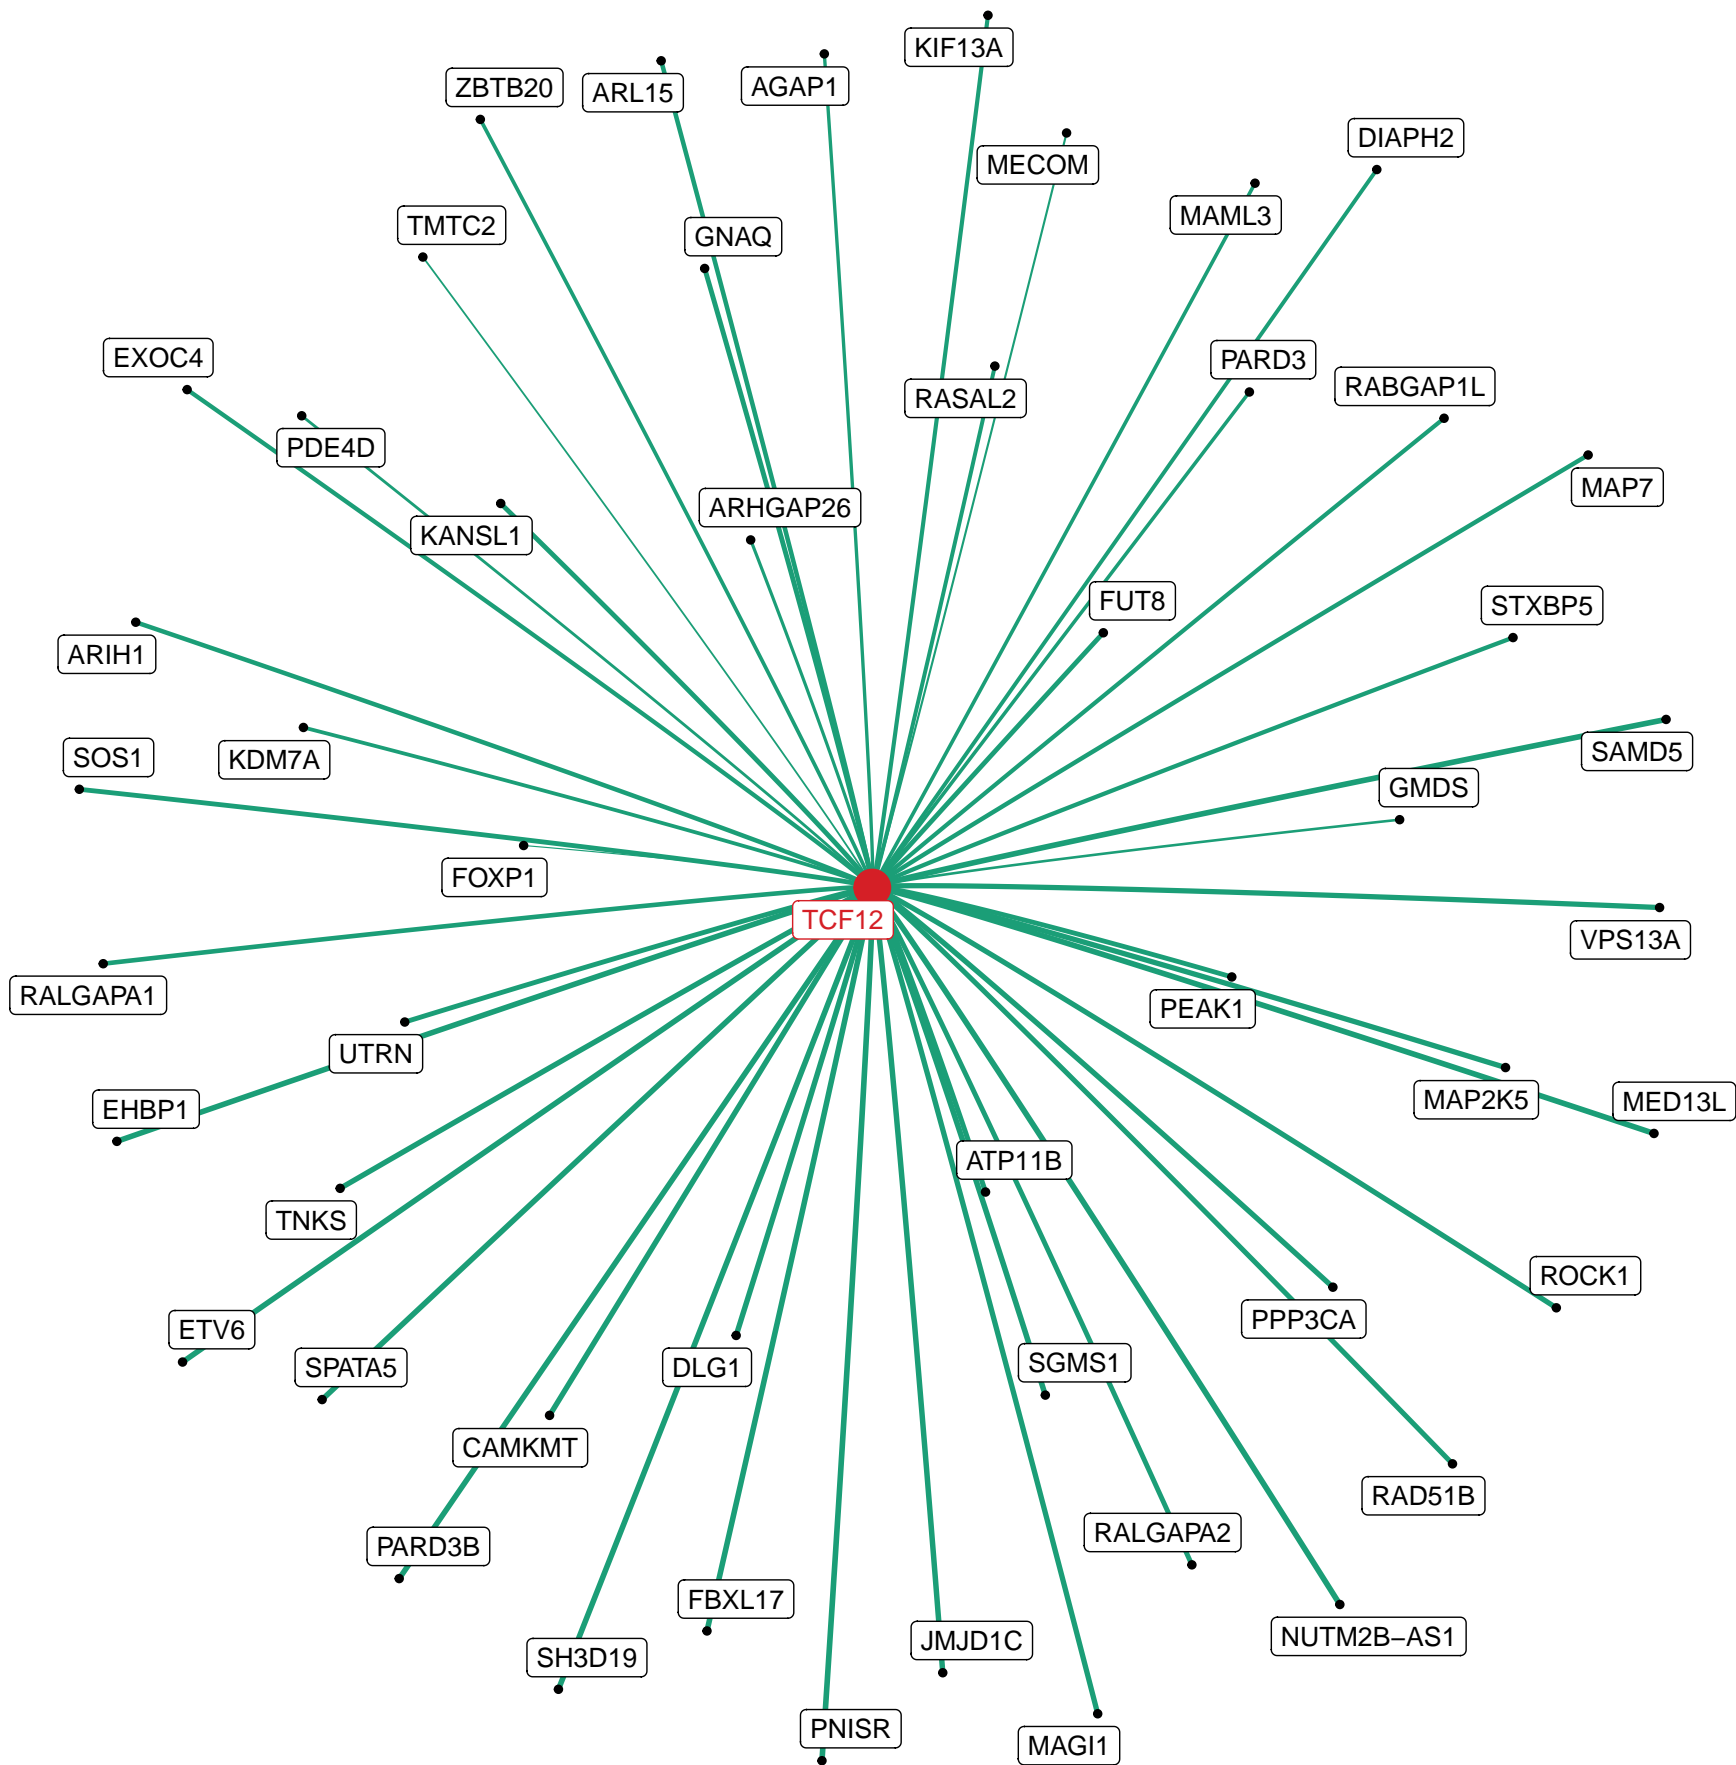 KIF13A
ZBTB20
ARL15
AGAP1
DIAPH2
MECOM
MAML3
TMTC2
GNAQ
EXOC4
PARD3
RABGAP1L
RASAL2
PDE4D
MAP7
ARHGAP26
KANSL1
FUT8
STXBP5
ARIH1
SOS1
KDM7A
SAMD5
GMDS
FOXP1
TCF12
VPS13A
RALGAPA1
PEAK1
UTRN
MAP2K5
MED13L
EHBP1
ATP11B
TNKS
ROCK1
PPP3CA
ETV6
SPATA5
DLG1
SGMS1
CAMKMT
RAD51B
RALGAPA2
PARD3B
FBXL17
NUTM2B−AS1
JMJD1C
SH3D19
PNISR
MAGI1